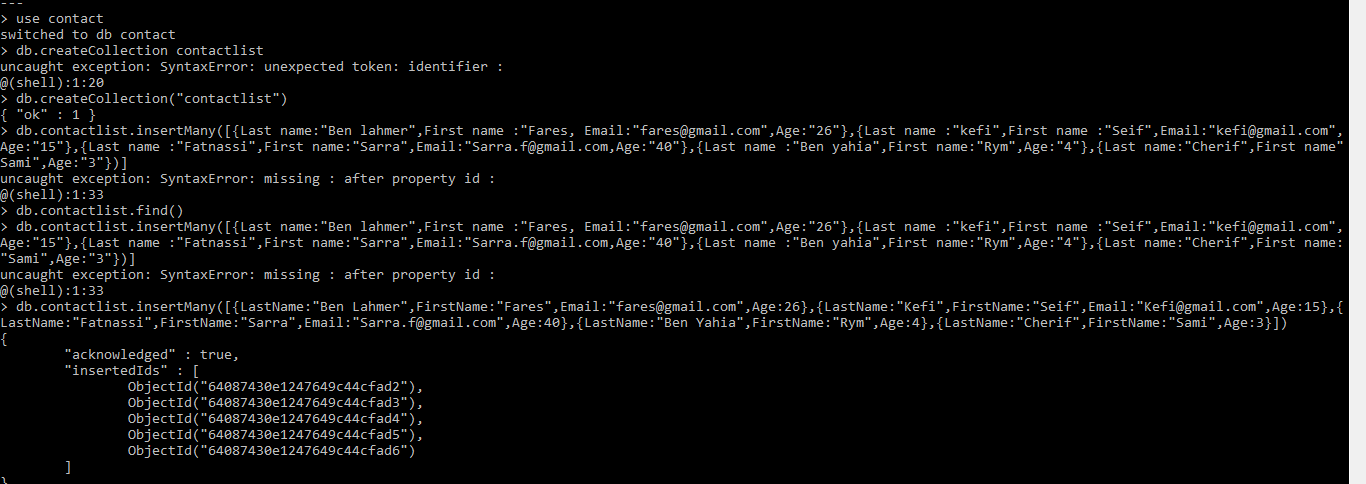 ---
> use contact
switched to db contact
> db.createCollection contactlist
uncaught exception: SyntaxError: unexpected token: identifier :
@(shell):1:20
> db.createCollection("contactlist")
{ "ok" : 1 }
> db.contactlist.insertMany([{Last name:"Ben lahmer",First name :"Fares, Email:"fares@gmail.com",Age:"26"},{Last name :"kefi",First name :"Seif",Email:"kefi@gmail.com",
Age:"15"},{Last name :"Fatnassi",First name:"Sarra",Email:"Sarra.f@gmail.com,Age:"40"},{Last name :"Ben yahia",First name:"Rym",Age:"4"},{Last name:"Cherif",First name"
Sami",Age:"3"})]
uncaught exception: SyntaxError: missing : after property id :
@(shell):1:33
> db.contactlist.find()
> db.contactlist.insertMany([{Last name:"Ben lahmer",First name :"Fares, Email:"fares@gmail.com",Age:"26"},{Last name :"kefi",First name :"Seif",Email:"kefi@gmail.com",
Age:"15"},{Last name :"Fatnassi",First name:"Sarra",Email:"Sarra.f@gmail.com,Age:"40"},{Last name :"Ben yahia",First name:"Rym",Age:"4"},{Last name:"Cherif",First name:
"Sami",Age:"3"})]
uncaught exception: SyntaxError: missing : after property id :
@(shell):1:33
> db.contactlist.insertMany([{LastName:"Ben Lahmer",FirstName:"Fares",Email:"fares@gmail.com",Age:26},{LastName:"Kefi",FirstName:"Seif",Email:"Kefi@gmail.com",Age:15},{
LastName:"Fatnassi",FirstName:"Sarra",Email:"Sarra.f@gmail.com",Age:40},{LastName:"Ben Yahia",FirstName:"Rym",Age:4},{LastName:"Cherif",FirstName:"Sami",Age:3}])
{
"acknowledged" : true,
"insertedIds" : [
ObjectId("64087430e1247649c44cfad2"),
ObjectId("64087430e1247649c44cfad3"),
ObjectId("64087430e1247649c44cfad4"),
ObjectId("64087430e1247649c44cfad5"),
ObjectId("64087430e1247649c44cfad6")
]
}